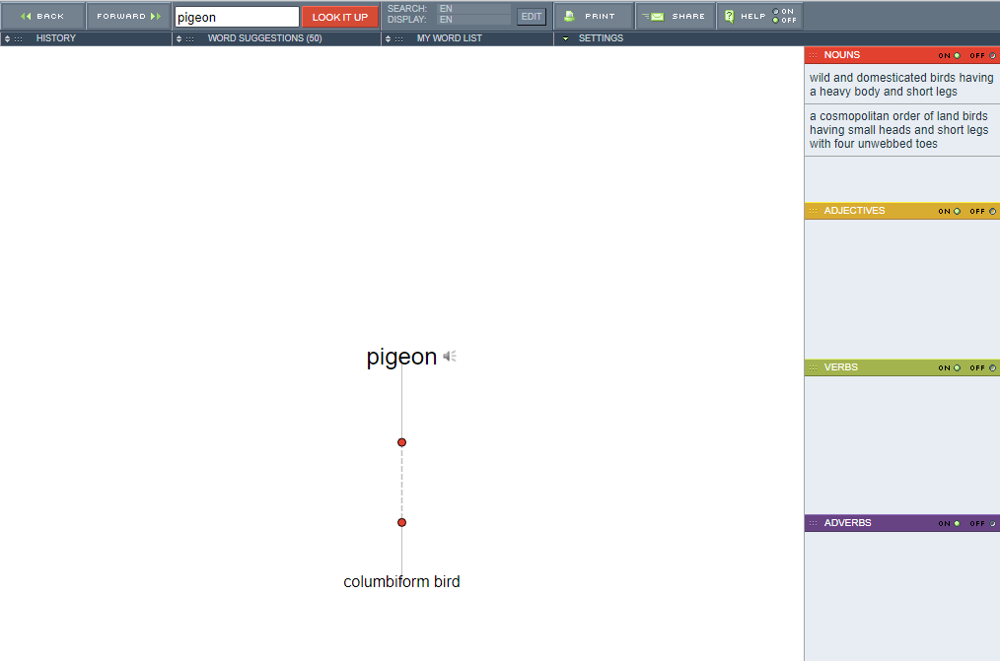 BACK FORWARD pigeon LOOK IT UP SEARCH: EN EDIT PRINT SHARE HELP ON
DISPLAY: EN OFF
HISTORY WORD SUGGESTIONS (50) MY WORD LIST SETTINGS
NOUNS ON OFF
wild and domesticated birds having
a heavy body and short legs
a cosmopolitan order of land birds
having small heads and short legs
with four unwebbed toes
ADJECTIVES ON OFF
pigeon
VERBS ON OFF
ADVERBS ON OFF
columbiform bird